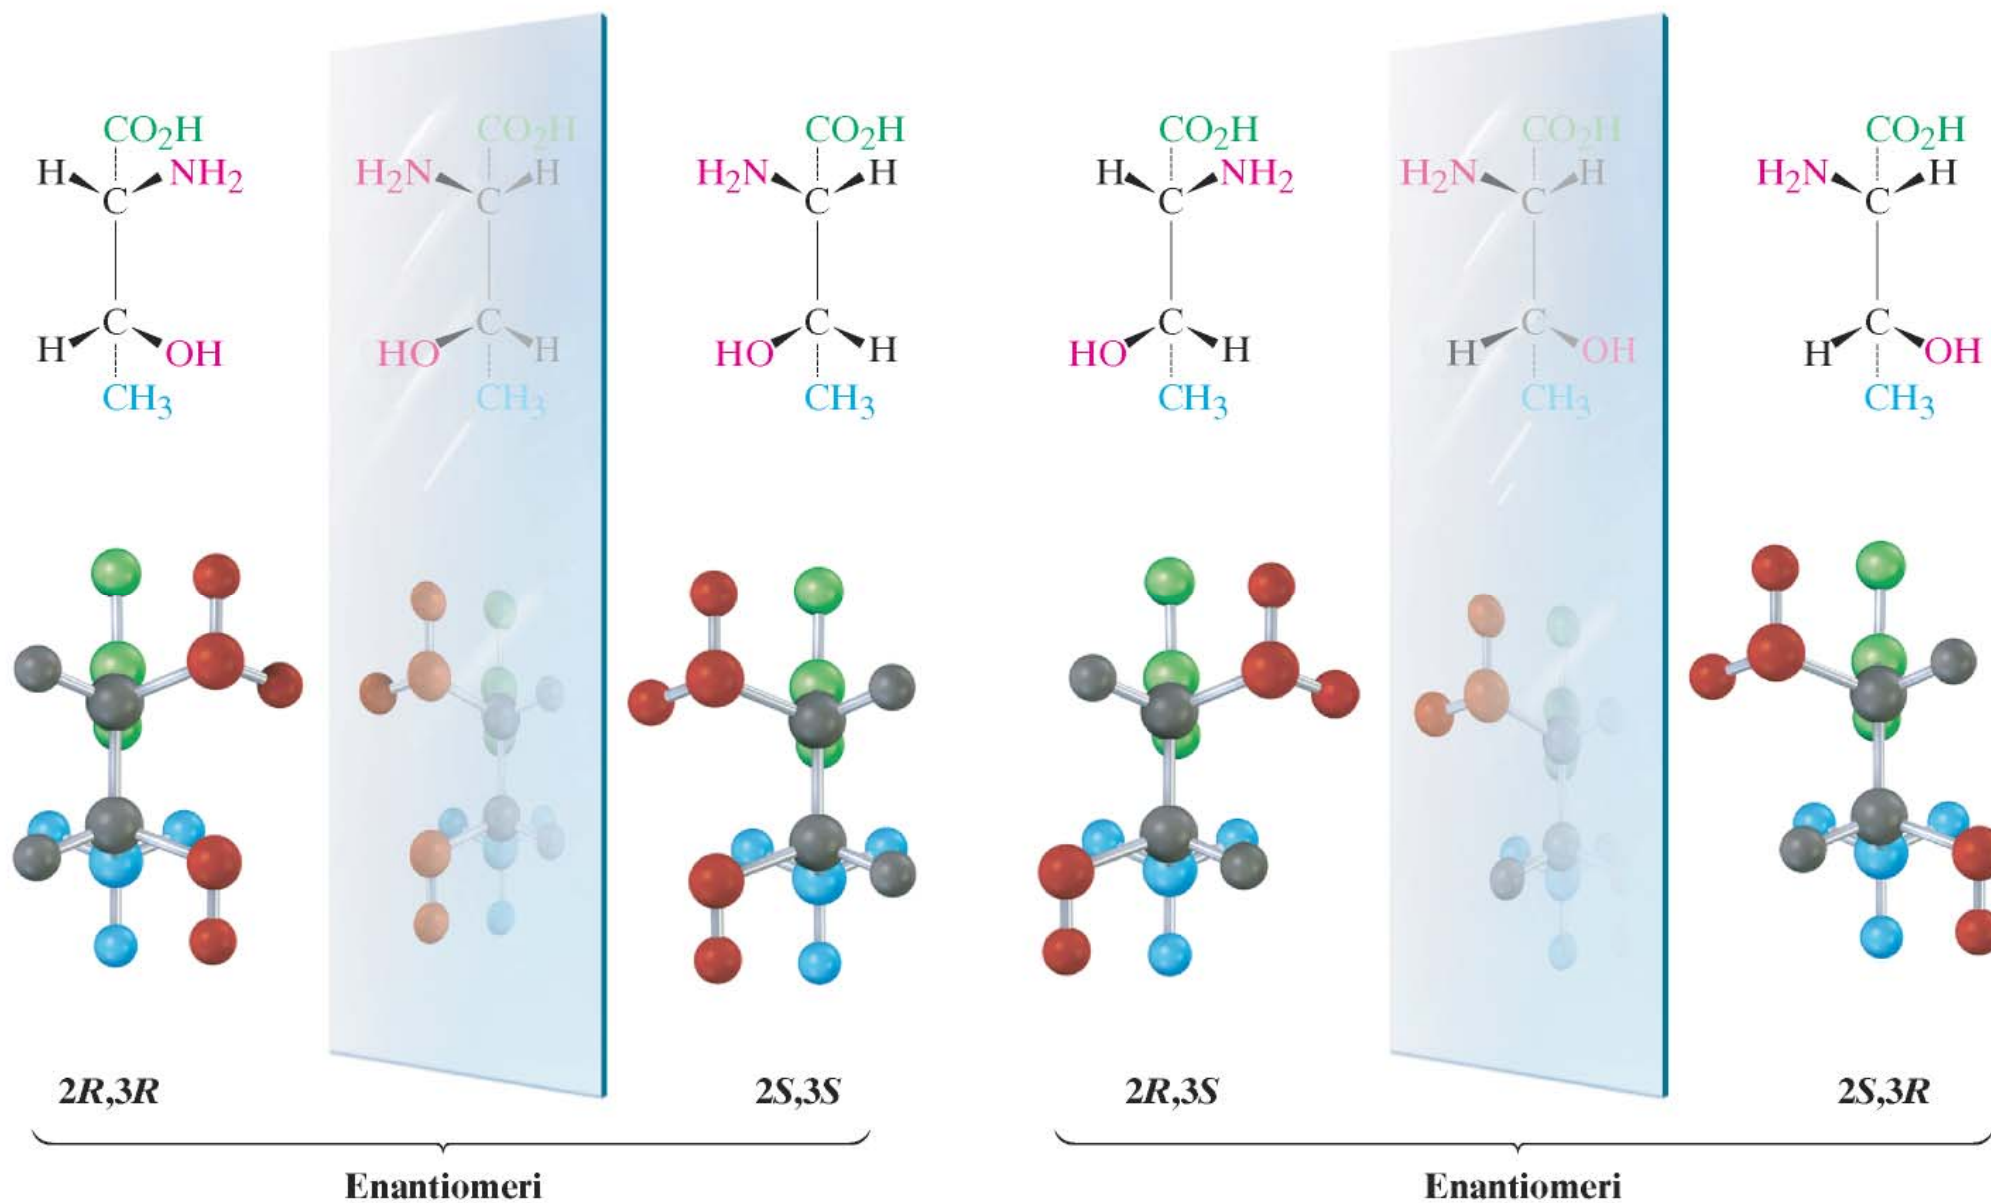 CO₂H CO₂H CO₂H CO₂H CO₂H CO₂H
H NH₂ H₂N H H₂N H H NH₂ H₂N H H₂N H
C C C C C C
C C C C C C
H OH HO H HO H HO H H OH H OH
CH₃ CH₃ CH₃ CH₃ CH₃ CH₃
2R,3R 2S,3S 2R,3S 2S,3R
Enantiomeri Enantiomeri